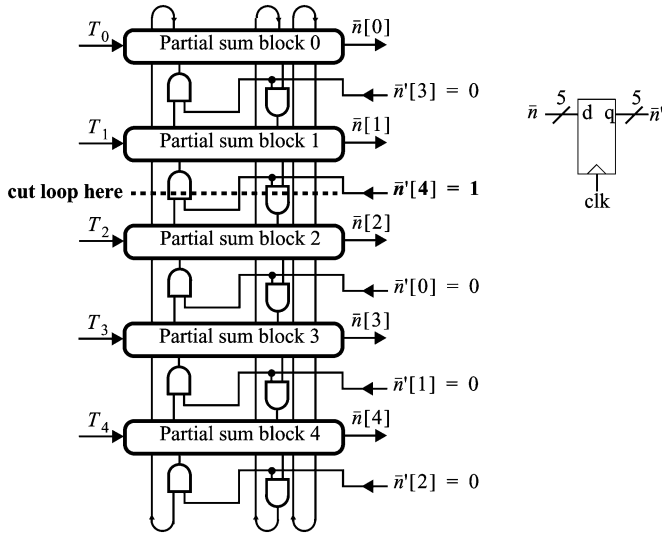 T₀ Partial sum block 0 n̄[0]
n̄'[3] = 0
T₁ Partial sum block 1 n̄[1]
cut loop here n̄'[4] = 1
T₂ Partial sum block 2 n̄[2]
n̄'[0] = 0
T₃ Partial sum block 3 n̄[3]
n̄'[1] = 0
T₄ Partial sum block 4 n̄[4]
n̄'[2] = 0
n̄ 5 d q 5 n̄'
clk